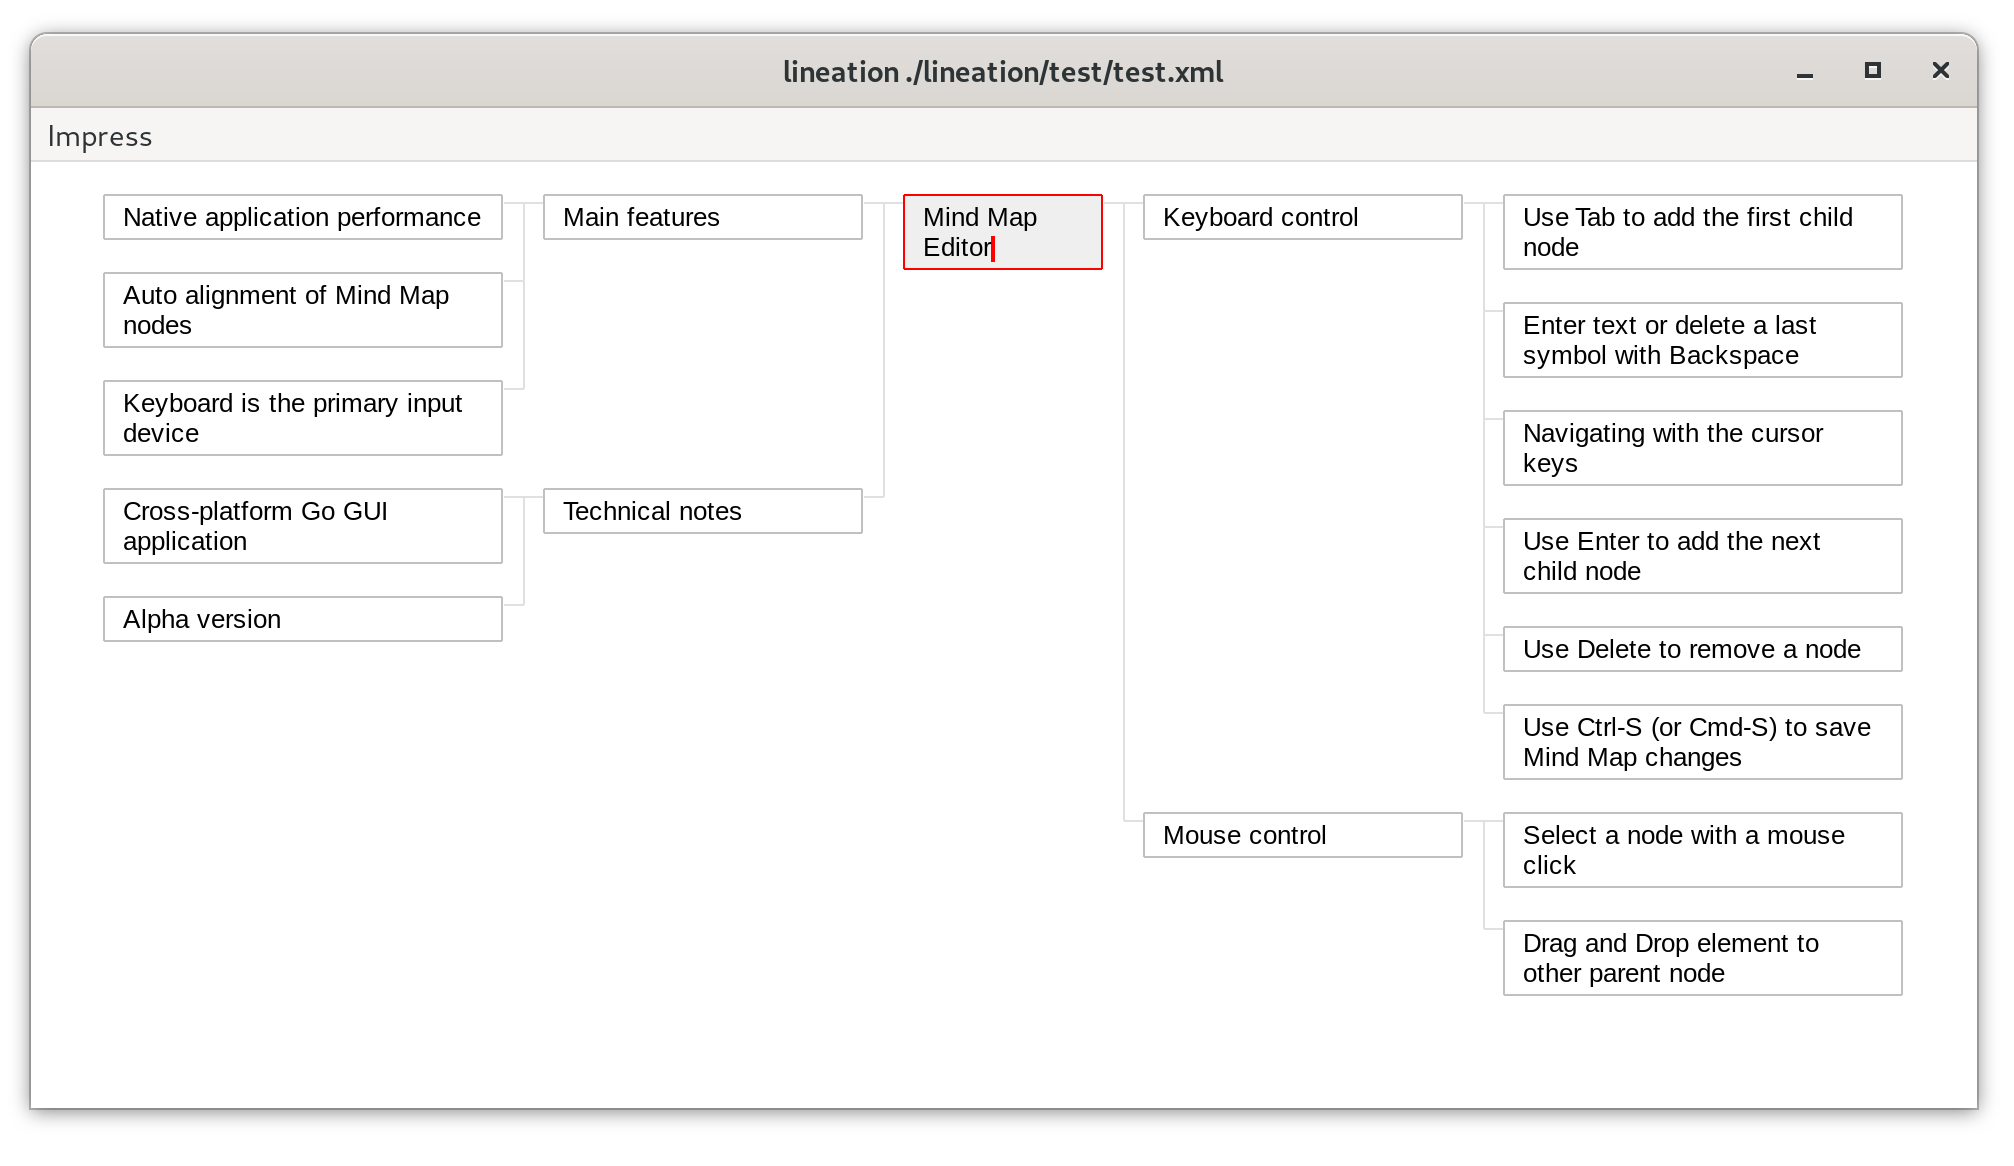 lineation ./lineation/test/test.xml
Impress
Native application performance
Auto alignment of Mind Map
nodes
Keyboard is the primary input
device
Cross-platform Go GUI
application
Alpha version
Main features
Technical notes
Mind Map
Editor
Keyboard control
Mouse control
Use Tab to add the first child
node
Enter text or delete a last
symbol with Backspace
Navigating with the cursor
keys
Use Enter to add the next
child node
Use Delete to remove a node
Use Ctrl-S (or Cmd-S) to save
Mind Map changes
Select a node with a mouse
click
Drag and Drop element to
other parent node